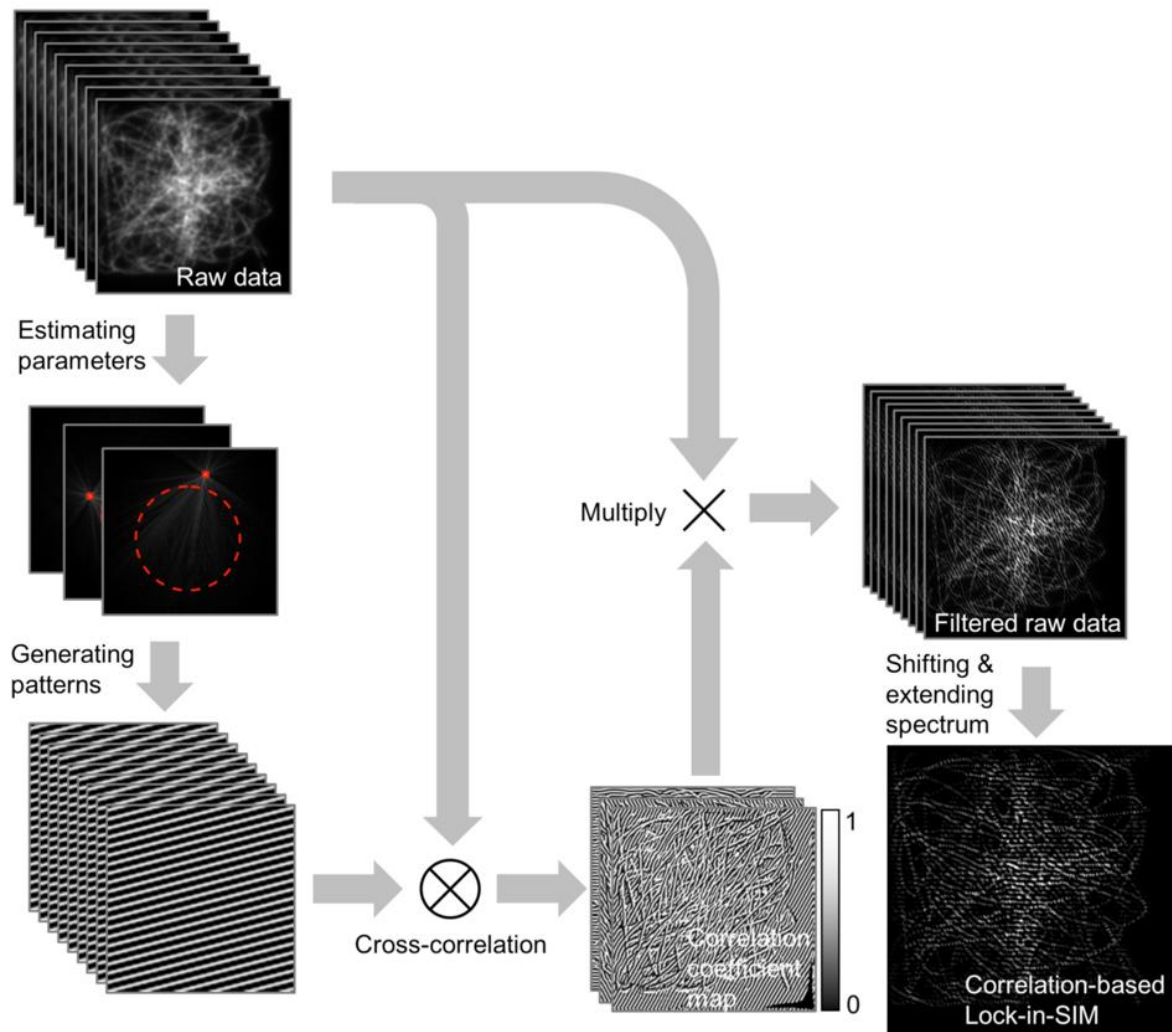 Raw data
Estimating
parameters
Multiply
Filtered raw data
Generating
patterns
Shifting &
extending
spectrum
Cross-correlation
Correlation
coefficient
map
1
0
Correlation-based
Lock-in-SIM